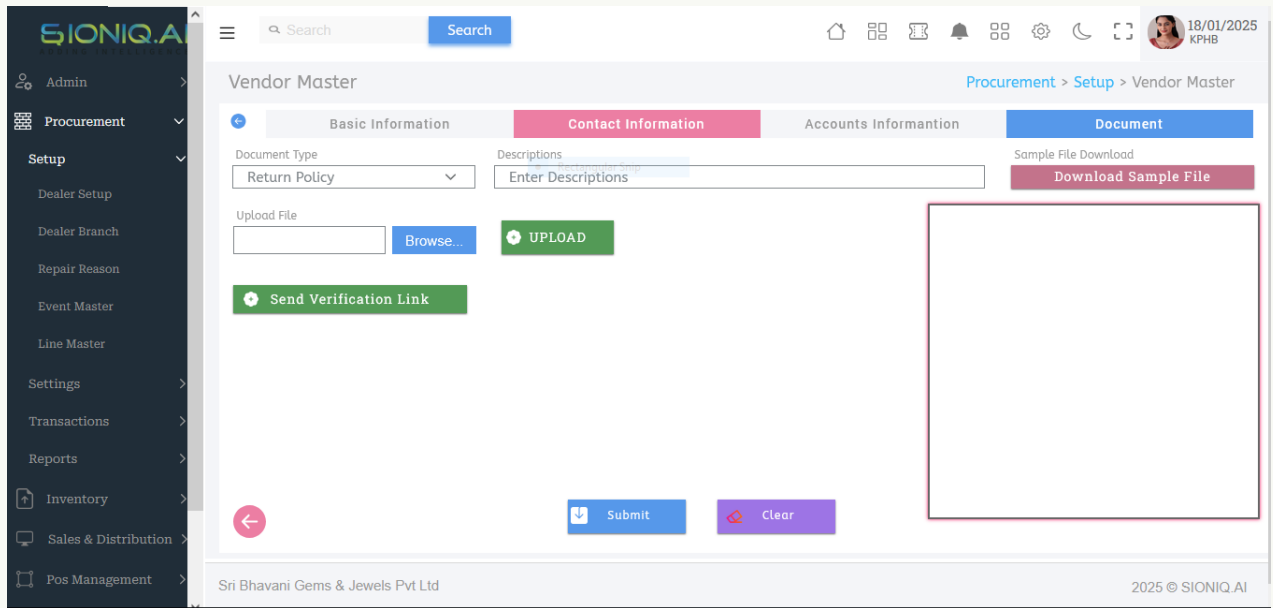 SIONIQ.AI
Search
Search
18/01/2025
KPHB
Admin
Procurement
Setup
Dealer Setup
Dealer Branch
Repair Reason
Event Master
Line Master
Settings
Transactions
Reports
Inventory
Sales & Distribution
Pos Management
Vendor Master
Procurement > Setup > Vendor Master
Basic Information
Contact Information
Accounts Informantion
Document
Document Type
Return Policy
Descriptions
Rectangular Snip
Enter Descriptions
Sample File Download
Download Sample File
Upload File
Browse...
UPLOAD
Send Verification Link
Submit
Clear
Sri Bhavani Gems & Jewels Pvt Ltd
2025 © SIONIQ.AI